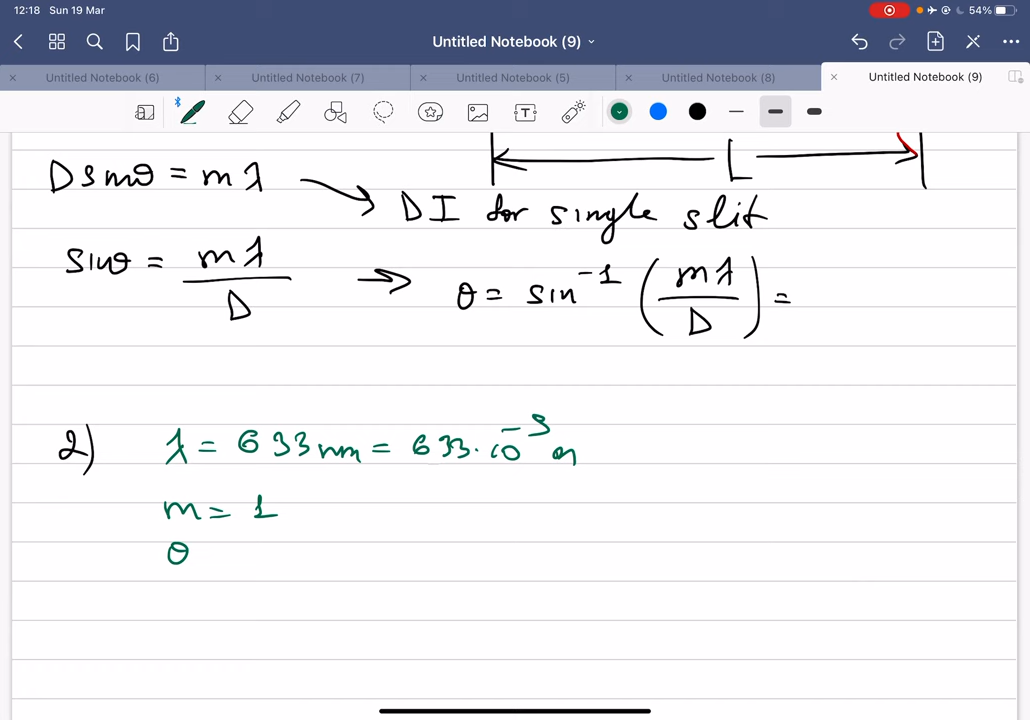 12:18 Sun 19 Mar
54%
Untitled Notebook (9)
Untitled Notebook (6)
Untitled Notebook (7)
Untitled Notebook (5)
Untitled Notebook (8)
Untitled Notebook (9)
L
D sinθ = mλ
DI for single slit
sinθ = mλ / D
θ = sin⁻¹ (mλ / D) =
2) λ = 633 nm = 633 · 10⁻⁹ m
m = 1
θ